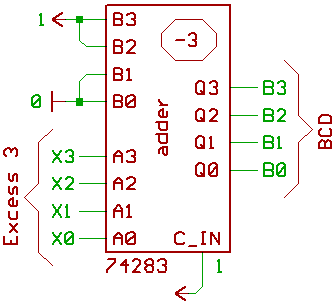 1 B3
B2
B1
0 B0
-3
Q3 B3
Q2 B2
Q1 B1
Q0 B0
adder
BCD
Excess 3
X3 A3
X2 A2
X1 A1
X0 A0
C_IN
74283
1